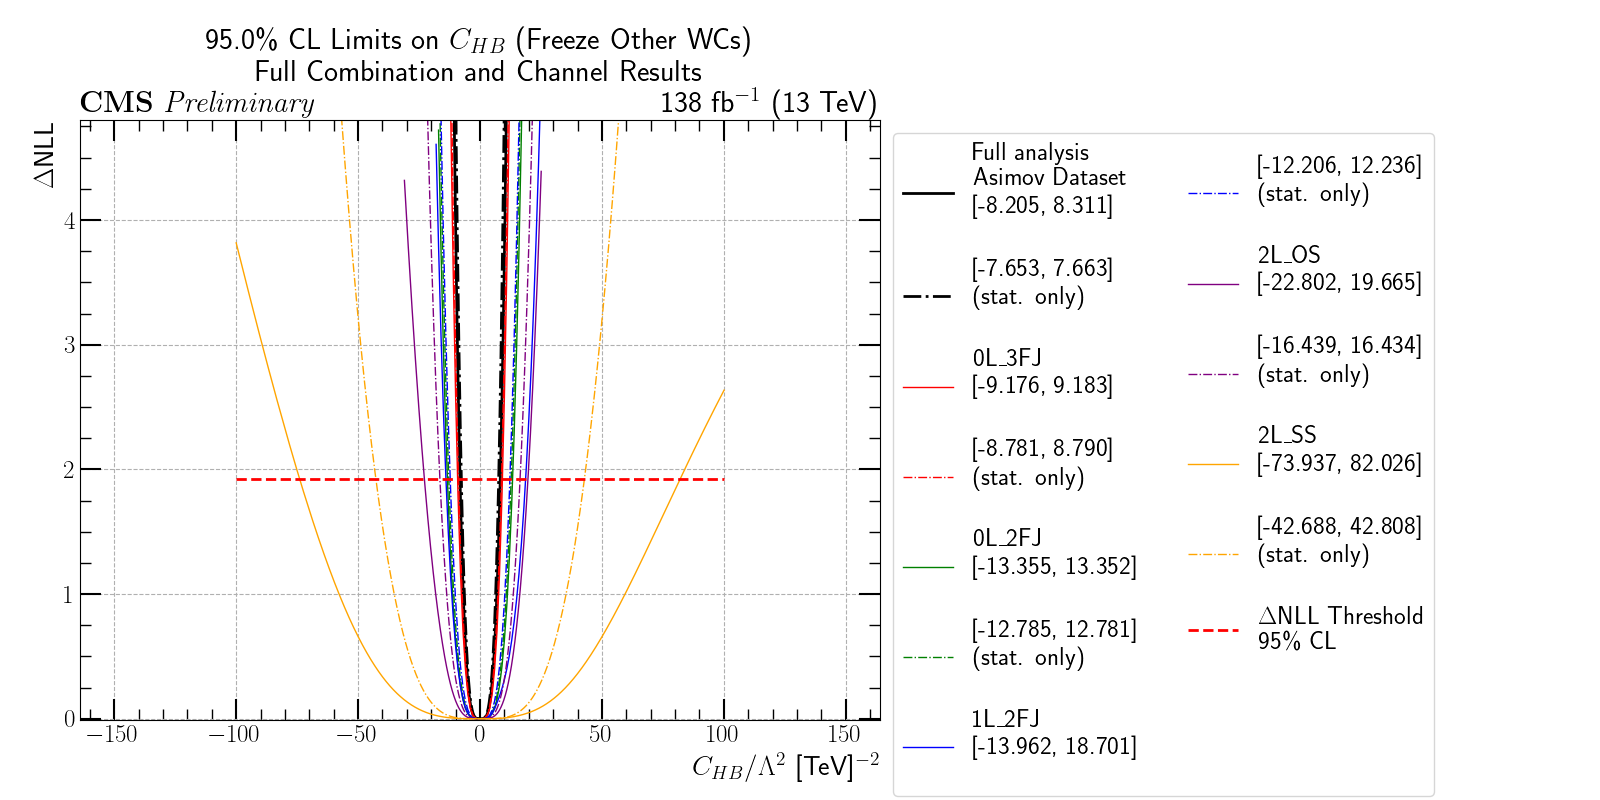 95.0% CL Limits on C_{HB} (Freeze Other WCs)
Full Combination and Channel Results
CMS Preliminary
138 fb^{-1} (13 TeV)
ΔNLL
4
3
2
1
0
−150
−100
−50
0
50
100
150
C_{HB}/Λ^2 [TeV]^{-2}
Full analysis
Asimov Dataset
[-8.205, 8.311]
[-7.653, 7.663]
(stat. only)
0L_3FJ
[-9.176, 9.183]
[-8.781, 8.790]
(stat. only)
0L_2FJ
[-13.355, 13.352]
[-12.785, 12.781]
(stat. only)
1L_2FJ
[-13.962, 18.701]
[-12.206, 12.236]
(stat. only)
2L_OS
[-22.802, 19.665]
[-16.439, 16.434]
(stat. only)
2L_SS
[-73.937, 82.026]
[-42.688, 42.808]
(stat. only)
ΔNLL Threshold
95% CL